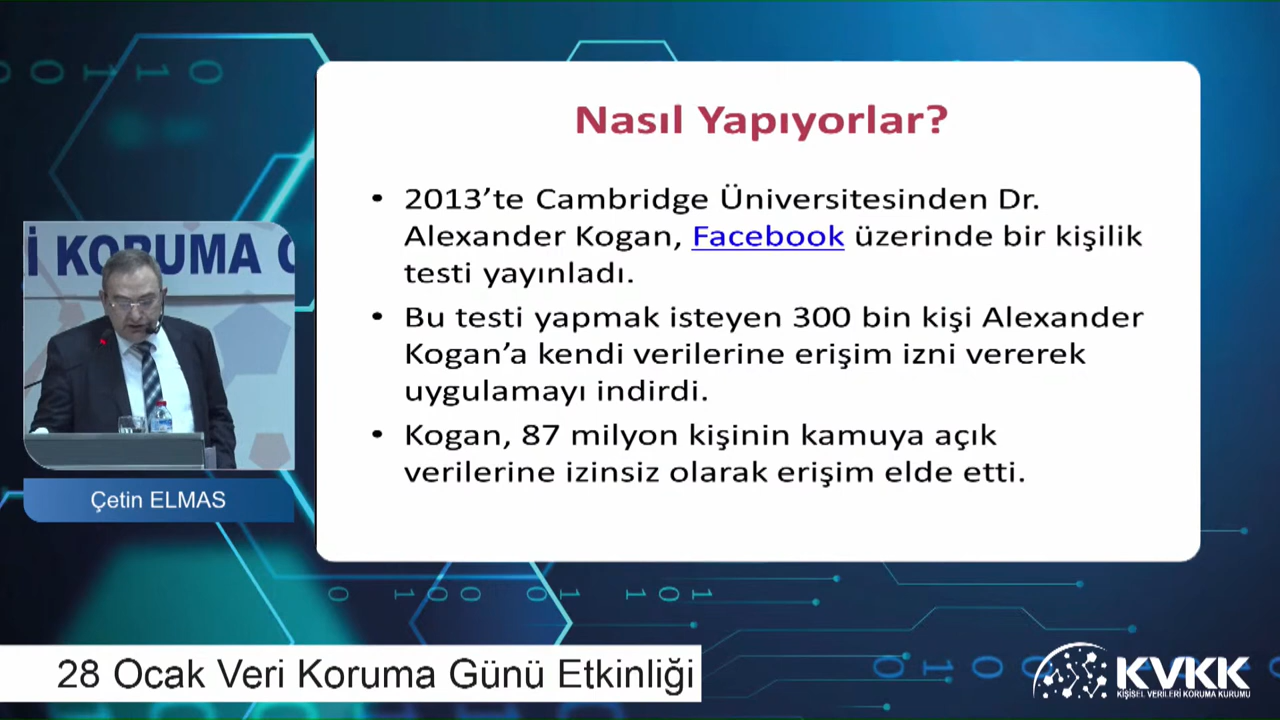 Nasıl Yapıyorlar?
• 2013’te Cambridge Üniversitesinden Dr.
Alexander Kogan, Facebook üzerinde bir kişilik
testi yayınladı.
• Bu testi yapmak isteyen 300 bin kişi Alexander
Kogan’a kendi verilerine erişim izni vererek
uygulamayı indirdi.
• Kogan, 87 milyon kişinin kamuya açık
verilerine izinsiz olarak erişim elde etti.
İ KORUMA G
Çetin ELMAS
28 Ocak Veri Koruma Günü Etkinliği
KVKK
KİŞİSEL VERİLERİ KORUMA KURUMU